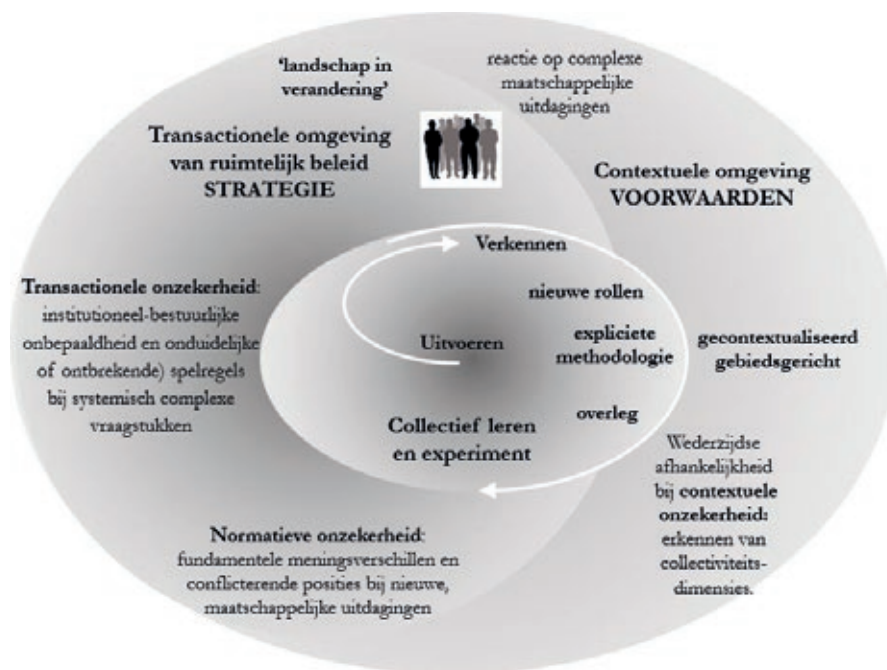 ‘landschap in
verandering’
reactie op complexe
maatschappelijke
uitdagingen
Transactionele omgeving
van ruimtelijk beleid
STRATEGIE
Contextuele omgeving
VOORWAARDEN
Verkennen
nieuwe rollen
Transactionele onzekerheid:
institutioneel-bestuurlijke
onbepaaldheid en onduidelijke
of ontbrekende) spelregels
bij systemisch complexe
vraagstukken
Uitvoeren
expliciete
methodologie
gecontextualiseerd
gebiedsgericht
overleg
Collectief leren
en experiment
Wederzijdse
afhankelijkheid
bij contextuele
onzekerheid:
erkennen van
collectiviteits-
dimensies.
Normatieve onzekerheid:
fundamentele meningsverschillen en
conflicterende posities bij nieuwe,
maatschappelijke uitdagingen